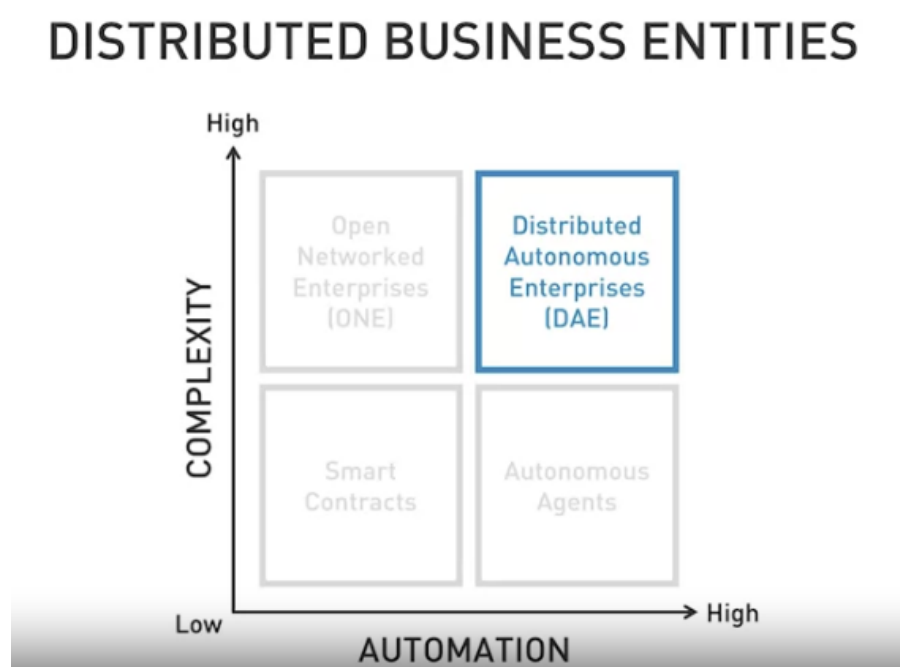 DISTRIBUTED BUSINESS ENTITIES
High
COMPLEXITY
Open
Networked
Enterprises
(ONE)
Distributed
Autonomous
Enterprises
(DAE)
Smart
Contracts
Autonomous
Agents
Low
High
AUTOMATION